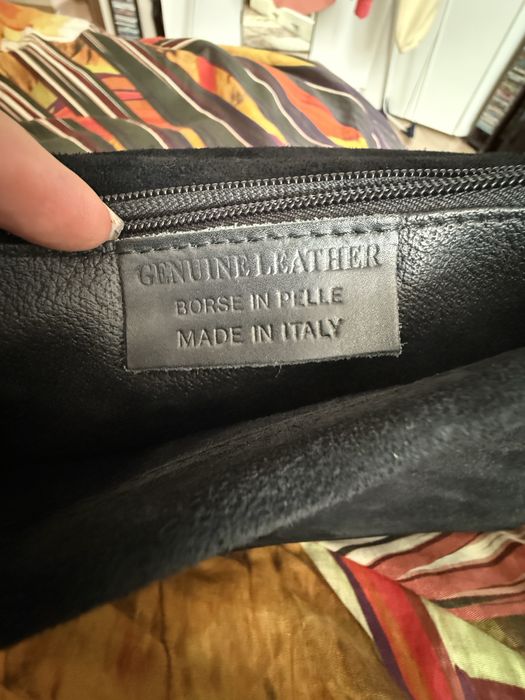 GENUINE LEATHER
BORSE IN PELLE
MADE IN ITALY